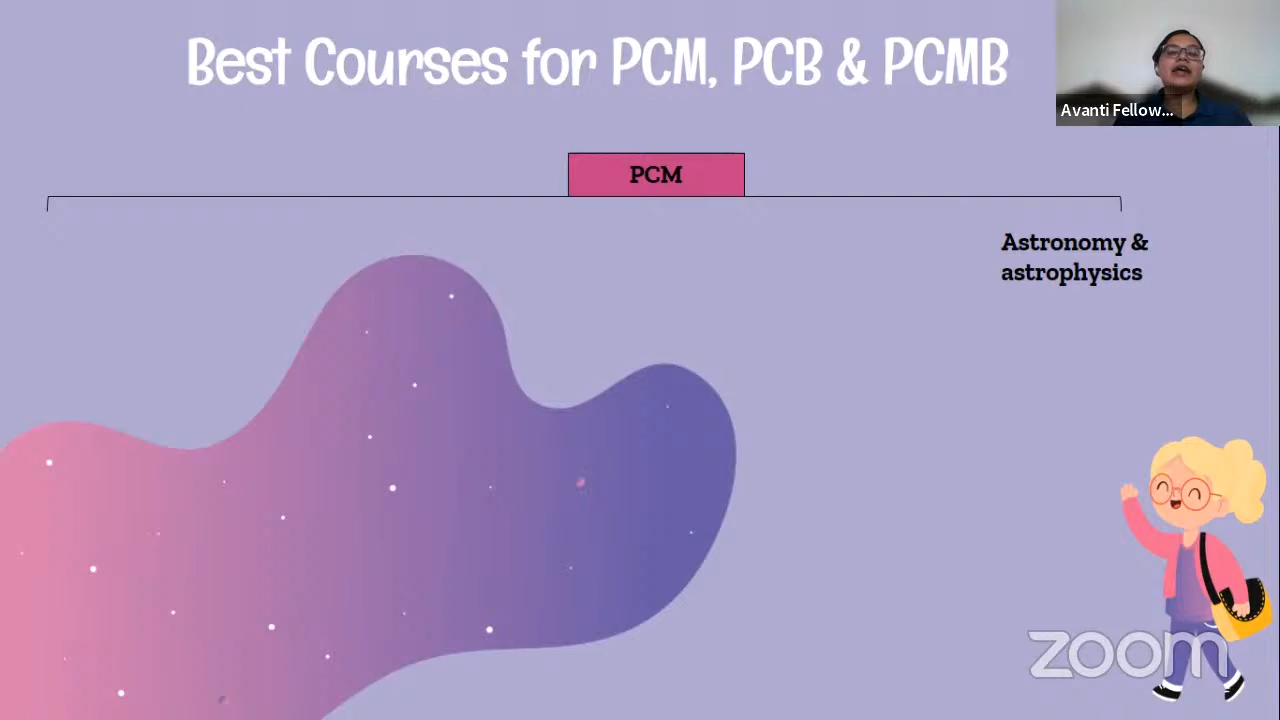 Best Courses for PCM, PCB & PCMB
Avanti Fellow...
PCM
Astronomy &
astrophysics
zoom